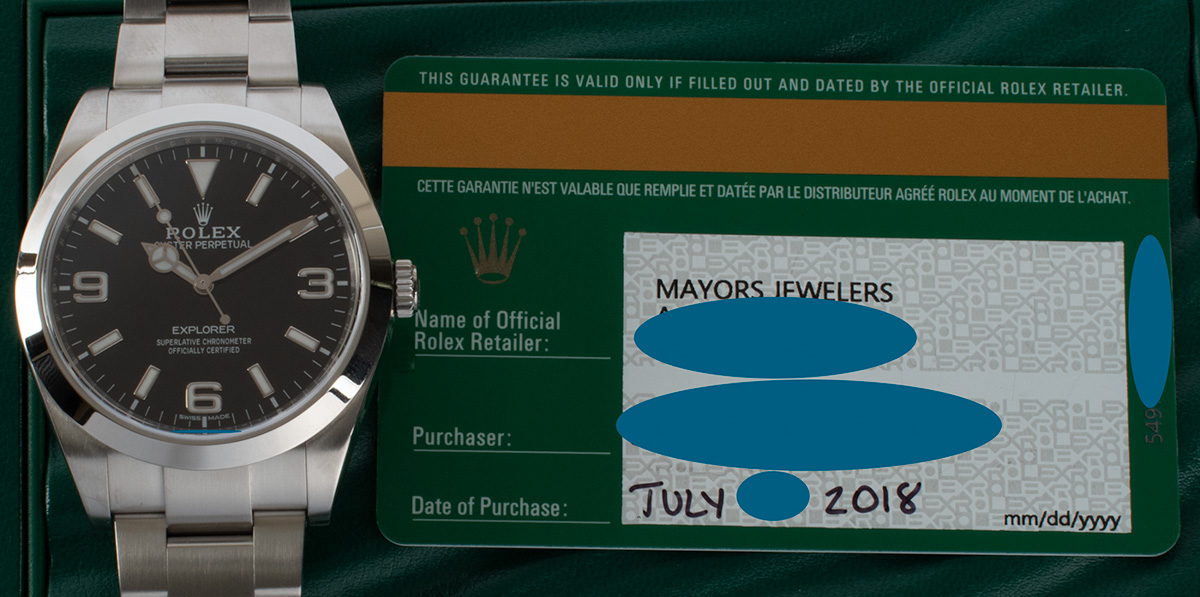 ROLEX
OYSTER PERPETUAL
9
3
EXPLORER
SUPERLATIVE CHRONOMETER
OFFICIALLY CERTIFIED
6
SWISS MADE
THIS GUARANTEE IS VALID ONLY IF FILLED OUT AND DATED BY THE OFFICIAL ROLEX RETAILER.
CETTE GARANTIE N'EST VALABLE QUE REMPLIE ET DATÉE PAR LE DISTRIBUTEUR AGRÉÉ ROLEX AU MOMENT DE L'ACHAT.
Name of Official
Rolex Retailer:
MAYORS JEWELERS
Purchaser:
Date of Purchase:
JULY 2018
mm/dd/yyyy
549